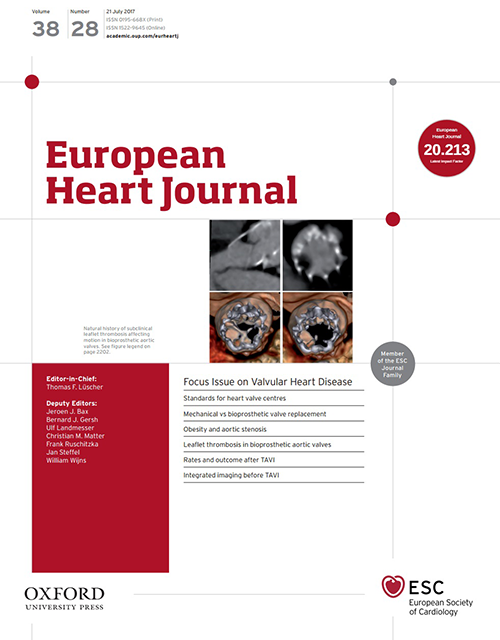 Volume
38
Number
28
21 July 2017
ISSN 0195-668X (Print)
ISSN 1522-9645 (Online)
academic.oup.com/eurheartj
European
Heart Journal
20.213
Latest Impact Factor
European
Heart Journal
Natural history of subclinical
leaflet thrombosis affecting
motion in bioprosthetic aortic
valves. See figure legend on
page 2202.
Member
of the ESC
Journal
Family
Editor-in-Chief:
Thomas F. Lüscher
Deputy Editors:
Jeroen J. Bax
Bernard J. Gersh
Ulf Landmesser
Christian M. Matter
Frank Ruschitzka
Jan Steffel
William Wijns
Focus Issue on Valvular Heart Disease
Standards for heart valve centres
Mechanical vs bioprosthetic valve replacement
Obesity and aortic stenosis
Leaflet thrombosis in bioprosthetic aortic valves
Rates and outcome after TAVI
Integrated imaging before TAVI
OXFORD
UNIVERSITY PRESS
ESC
European Society
of Cardiology